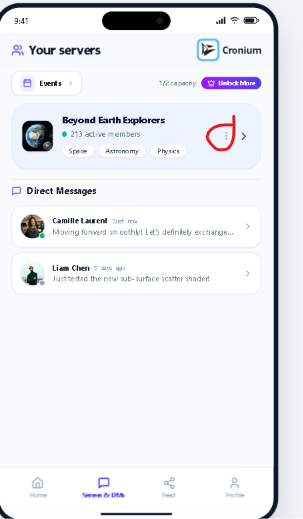 9:41
Your servers
Cronium
Events
1/2 capacity
Unlock More
Beyond Earth Explorers
213 active members
Space
Astronomy
Physics
Direct Messages
Camille Laurent Just now
Moving forward smoothly! Let's definitely exchange...
Liam Chen 3 days ago
Just tested the new sub-surface scatter shader!
Home
Servers & DMs
Feed
Profile